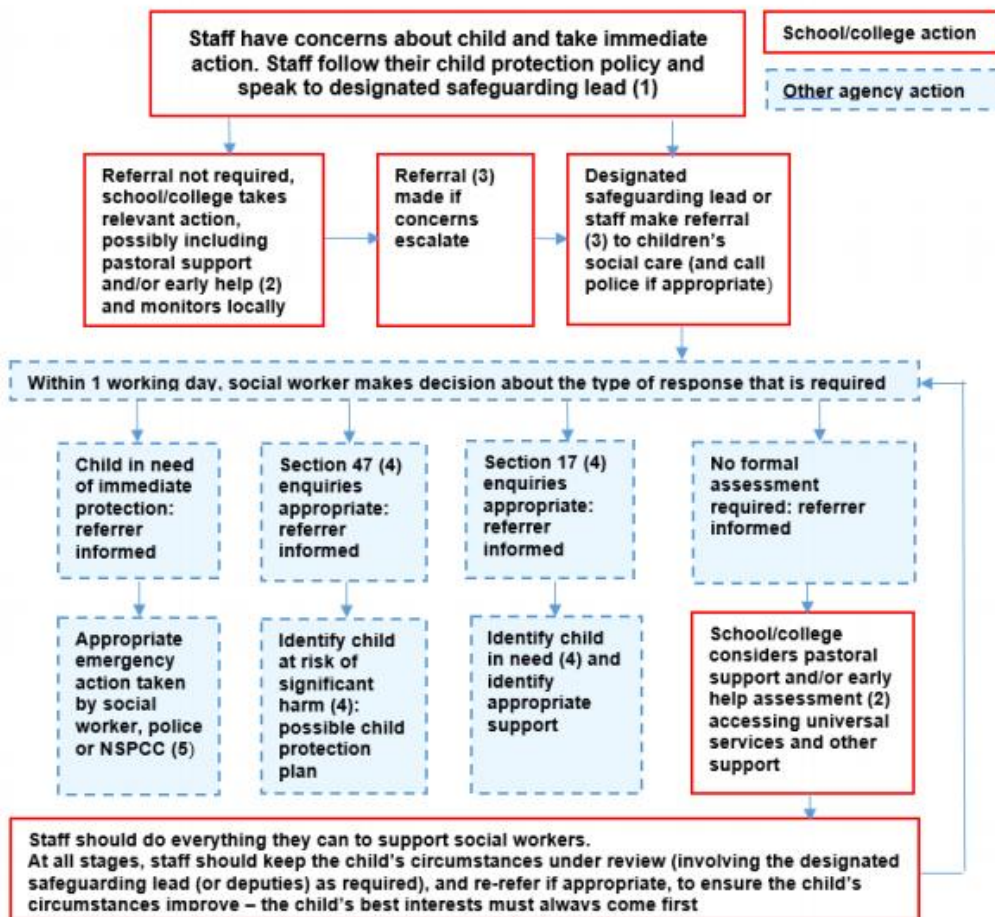 Staff have concerns about child and take immediate
action. Staff follow their child protection policy and
speak to designated safeguarding lead (1)
School/college action
Other agency action
Referral not required,
school/college takes
relevant action,
possibly including
pastoral support
and/or early help (2)
and monitors locally
Referral (3)
made if
concerns
escalate
Designated
safeguarding lead or
staff make referral
(3) to children's
social care (and call
police if appropriate)
Within 1 working day, social worker makes decision about the type of response that is required
Child in need
of immediate
protection:
referrer
informed
Section 47 (4)
enquiries
appropriate:
referrer
informed
Section 17 (4)
enquiries
appropriate:
referrer
informed
No formal
assessment
required: referrer
informed
Appropriate
emergency
action taken
by social
worker, police
or NSPCC (5)
Identify child
at risk of
significant
harm (4):
possible child
protection
plan
Identify child
in need (4) and
identify
appropriate
support
School/college
considers pastoral
support and/or early
help assessment (2)
accessing universal
services and other
support
Staff should do everything they can to support social workers.
At all stages, staff should keep the child's circumstances under review (involving the designated
safeguarding lead (or deputies) as required), and re-refer if appropriate, to ensure the child's
circumstances improve – the child's best interests must always come first